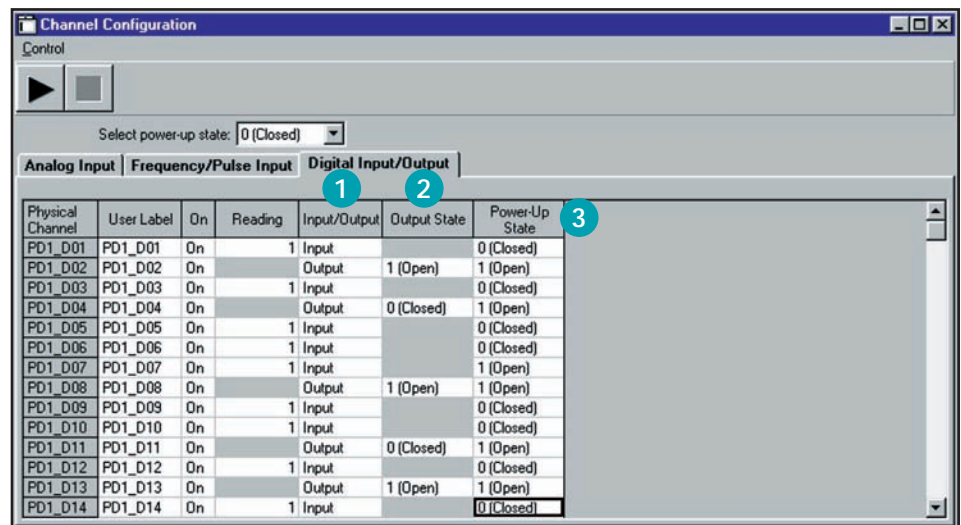 Channel Configuration
Control
Select power-up state: 0 (Closed)
Analog Input Frequency/Pulse Input Digital Input/Output
1 2
Physical Channel User Label On Reading Input/Output Output State Power-Up State 3
PD1_D01 PD1_D01 On 1 Input 0 (Closed)
PD1_D02 PD1_D02 On Output 1 (Open) 1 (Open)
PD1_D03 PD1_D03 On 1 Input 0 (Closed)
PD1_D04 PD1_D04 On Output 0 (Closed) 1 (Open)
PD1_D05 PD1_D05 On 1 Input 0 (Closed)
PD1_D06 PD1_D06 On 1 Input 0 (Closed)
PD1_D07 PD1_D07 On 1 Input 1 (Open)
PD1_D08 PD1_D08 On Output 1 (Open) 1 (Open)
PD1_D09 PD1_D09 On 1 Input 0 (Closed)
PD1_D10 PD1_D10 On 1 Input 0 (Closed)
PD1_D11 PD1_D11 On Output 0 (Closed) 1 (Open)
PD1_D12 PD1_D12 On 1 Input 0 (Closed)
PD1_D13 PD1_D13 On Output 1 (Open) 1 (Open)
PD1_D14 PD1_D14 On 1 Input 0 (Closed)